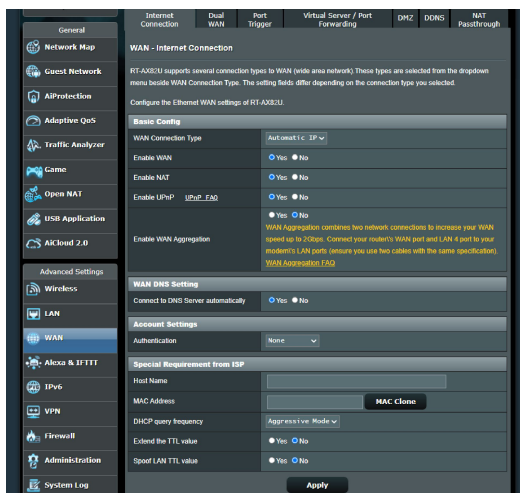 General
Network Map
Guest Network
AiProtection
Adaptive QoS
Traffic Analyzer
Game
Open NAT
USB Application
AiCloud 2.0
Advanced Settings
Wireless
LAN
WAN
Alexa & IFTTT
IPv6
VPN
Firewall
Administration
System Log
Internet Connection
Dual WAN
Port Trigger
Virtual Server / Port Forwarding
DMZ
DDNS
NAT Passthrough
WAN - Internet Connection
RT-AX82U supports several connection types to WAN (wide area network).These types are selected from the dropdown
menu beside WAN Connection Type. The setting fields differ depending on the connection type you selected.
Configure the Ethernet WAN settings of RT-AX82U.
Basic Config
WAN Connection Type Automatic IP
Enable WAN Yes No
Enable NAT Yes No
Enable UPnP UPnP FAQ Yes No
Enable WAN Aggregation Yes No
WAN Aggregation combines two network connections to increase your WAN
speed up to 2Gbps. Connect your router\'s WAN port and LAN 4 port to your
modem\'s LAN ports (ensure you use two cables with the same specification).
WAN Aggregation FAQ
WAN DNS Setting
Connect to DNS Server automatically Yes No
Account Settings
Authentication None
Special Requirement from ISP
Host Name
MAC Address MAC Clone
DHCP query frequency Aggressive Mode
Extend the TTL value Yes No
Spoof LAN TTL value Yes No
Apply